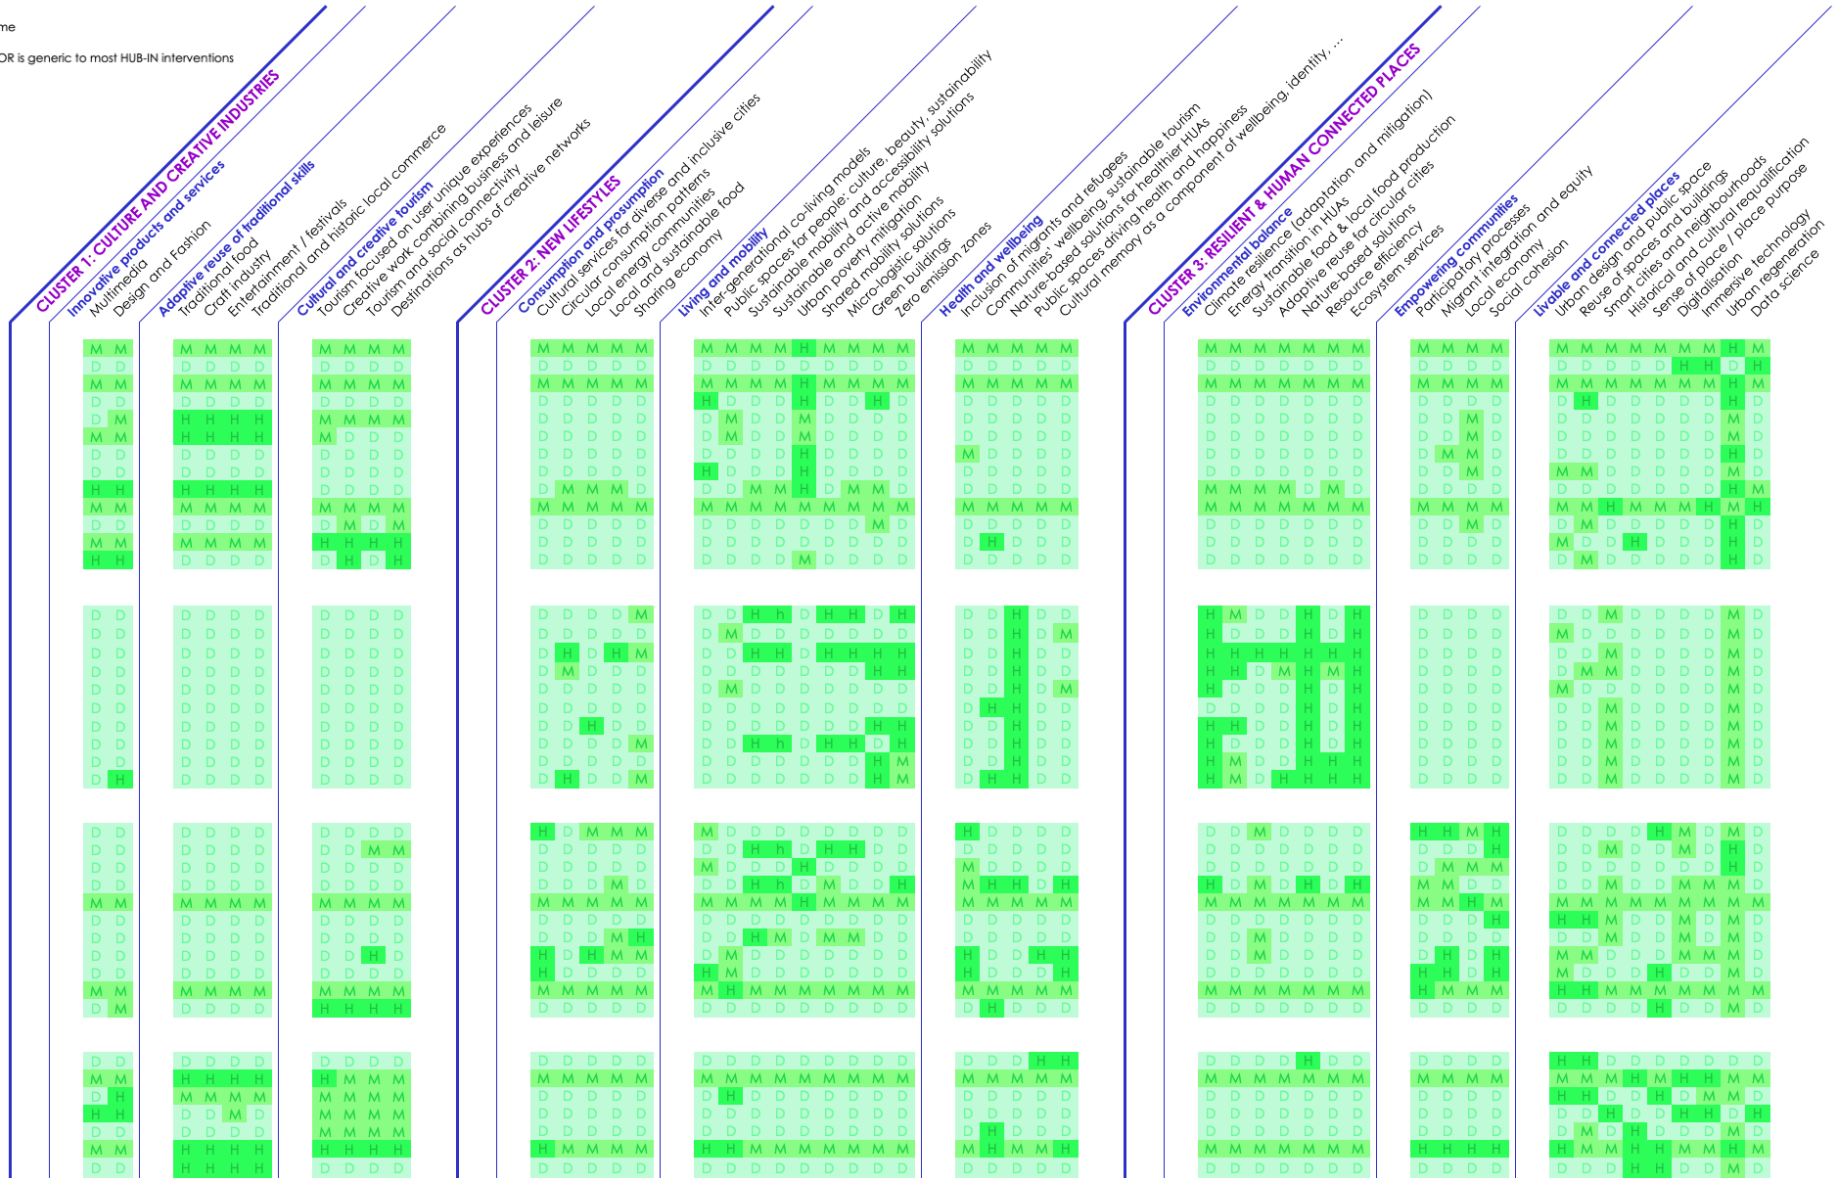 me
OR is generic to most HUB-IN interventions
CLUSTER 1: CULTURE AND CREATIVE INDUSTRIES
Innovative products and services
Multimedia
Design and Fashion
Adaptive reuse of traditional skills
Traditional food
Craft industry
Entertainment / festivals
Traditional and historic local commerce
Cultural and creative tourism
Tourism focused on user unique experiences
Creative work combining business and leisure
Tourism and social connectivity
Destinations as hubs of creative networks
CLUSTER 2: NEW LIFESTYLES
Consumption and prosumption
Cultural services for diverse and inclusive cities
Circular consumption patterns
Local energy communities
Local and sustainable food
Sharing economy
Living and mobility
Inter-generational co-living models
Public spaces for people: culture, beauty, sustainability
Sustainable mobility and accessibility solutions
Sustainable and active mobility
Urban poverty mitigation
Shared mobility solutions
Micro-logistic solutions
Green buildings
Zero emission zones
Health and wellbeing
Inclusion of migrants and refugees
Communities' wellbeing, sustainable tourism
Nature-based solutions for healthier HUAs
Public spaces driving health and happiness
Cultural memory as a component of wellbeing, identity, ...
CLUSTER 3: RESILIENT & HUMAN CONNECTED PLACES
Environmental balance
Climate resilience (adaptation and mitigation)
Energy transition in HUAs
Sustainable food & local food production
Adaptive reuse for circular cities
Nature-based solutions
Resource efficiency
Ecosystem services
Empowering communities
Participatory processes
Migrant integration and equity
Local economy
Social cohesion
Livable and connected places
Urban design and public space
Reuse of spaces and buildings
Smart cities and neighbourhoods
Historical and cultural requalification
Sense of place / place purpose
Digitalisation
Immersive technology
Urban regeneration
Data science
M M M M M M M M M M M M M M M M M M M H M M M M M M M M M M M M M M M M M M M M M M M M M M M H M
D D D D D D D D D D D D D D D D D D D D D D D D D D D D D D D D D D D D D D D D D D D D D H H D H
M M M M M M M M M M M M M M M M M M M H M M M M M M M M M M M M M M M M M M M M M M M M M M M H M
D D D D D D D D D D D D D D D H D D D H D D H D D D D D D D D D D D D D D D D D D H D D D D D H D
D M H H H H M M M M D D D D D D M D D M D D D D D D D D D D D D D D D D D D M D D D D D D D D M D
M M H H H H M D D D D D D D D D M D D M D D D D D D D D D D D D D D D D D D M D D D D D D D D M D
D D D D D D D D D D D D D D D D D D D H D D D D M D D D D D D D D D D D D M M D D D D D D D D H D
D D D D D D D D D D D D D D D H D D D H D D D D D D D D D D D D D D D D D D M D M M D D D D D M D
H H H H H H D D D D D M M M D D D M M H D M M D D D D D D M M M M D M D D D D D D D D D D D D H M
M M M M M M M M M M M M M M M M M M M M M M M M M M M M M M M M M M M M M M M M M M H M M M H M H
D D D D D D D M D M D D D D D D D D D D D D M D D D D D D D D D D D D D D D M D D M D D D D D H D
M M M M M M H H H H D D D D D D D D D D D D D D D H D D D D D D D D D D D D D D M D D H D D D H D
H H D D D D D H D H D D D D D D D D D M D D D D D D D D D D D D D D D D D D D D D M D D D D D H D
D D D D D D D D D D D D D D M D D H h D H H D H D D H D D H M D D H D H D D D D D D M D D D D M D
D D D D D D D D D D D D D D D D M D D D D D D D D D H D M H D D D H D H D D D D M D D D D D D M D
D D D D D D D D D D D H D H M D D H H D H H H H D D H D D H H H H H H H D D D D D D M D D D D M D
D D D D D D D D D D D M D D D D D D D D D D H H D D H D D H H D M H M H D D D D D M M D D D D M D
D D D D D D D D D D D D D D D D M D D D D D D D D D H D M H D D D H D H D D D D M D D D D D D M D
D D D D D D D D D D D D D D D D D D D D D D D D D H H D D D D D D H D H D D D D D D M D D D D M D
D D D D D D D D D D D D H D D D D D D D D D H H D D H D D H H D D H D H D D D D D D M D D D D M D
D D D D D D D D D D D D D D M D D H h D H H D H D D H D D H D D D H D H D D D D D D M D D D D M D
D D D D D D D D D D D D D D D D D D D D D D H M D D H D D H M D D H H H D D D D D D M D D D D M D
D H D D D D D D D D D H D D M D D D D D D D H M D H H D D H M D H H H H D D D D D D M D D D D M D
D D D D D D D D D D H D M M M M D D D D D D D D H D D D D D D M D D D D H H M H D D D D H M D M D
D D D D D D D D M M D D D D D D D H h D H H D D D D D D D D D D D D D D D D D H D D M D D M D H D
D D D D D D D D D D D D D D D M D D D H D D D D M D D D D D D D D D D D D M M M D D D D D D D H D
D D D D D D D D D D D D D M D D D H h D M D D H M H H D H H D M D H D H M M D D D D M D D M M M D
M M M M M M M M M M M M M M M M M M M H M M M M M M M M M M M M M M M M M M H M M M M M M M M M M
D D D D D D D D D D D D D D D D D D D D D D D D D D D D D D D D D D D D D D D H H H M D D M D M D
D D D D D D D D D D D D D M H D D H M D M M D D D D D D D D D M D D D D D D D D D D M D D M D M D
D D D D D D D D H D H D H M M D M D D D D D D D H D D H H D D M D D D D D H D H M M D D D M M M D
D D D D D D D D D D H D D D D H M D D D D D D D H D D D H D D D D D D D H H D H M D D D H D D M D
M M M M M M M M M M M M M M M M H M M M M M M M M M M M M M M M M M M M H M M M H H M M M M M M M
D M D D D D H H H H D D D D D D D D D D D D D D D H D D D D D D D D D D D D D D D D D D H D D M D
D D D D D D D D D D D D D D D D D D D D D D D D D D D H H D D D D H D D D D D D H H D D D D D D D
M M H H H H H M M M M M M M M M M M M M M M M M M M M M M M M M M M M M M M M M M M M H M H H M M
D H M M M M M M M M D D D D D D H D D D D D D D D D D D D D D D D D D D D D D D H H D D H D M M D
H H D D M D M M M M D D D D D D D D D D D D D D D D D D D D D D D D D D D D D D D D H D D H H D H
D D D D D D M M M M D D D D D D D D D D D D D D D H D D D D D D D D D D D D D D D M D H D D D M D
M M H H H H H H H H H M M M M H H M M M M M M M M H M M H M M M M M M M H H H H H M M H H M M H M
D D H H H H D D D D D D D D D D D D D D D D D D D D D D D D D D D D D D D D D D D D D H H D D M D